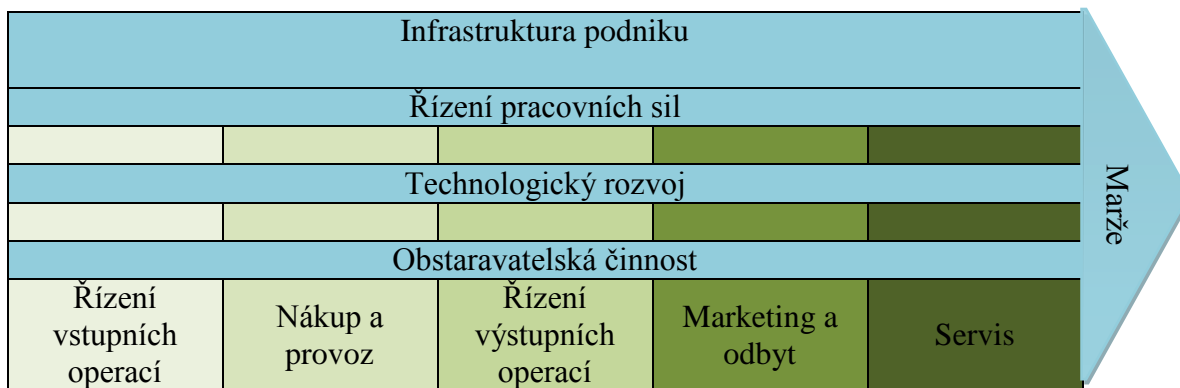 Infrastruktura podniku
Řízení pracovních sil
Technologický rozvoj
Obstaravatelská činnost
Řízení
vstupních
operací
Nákup a
provoz
Řízení
výstupních
operací
Marketing a
odbyt
Servis
Marže